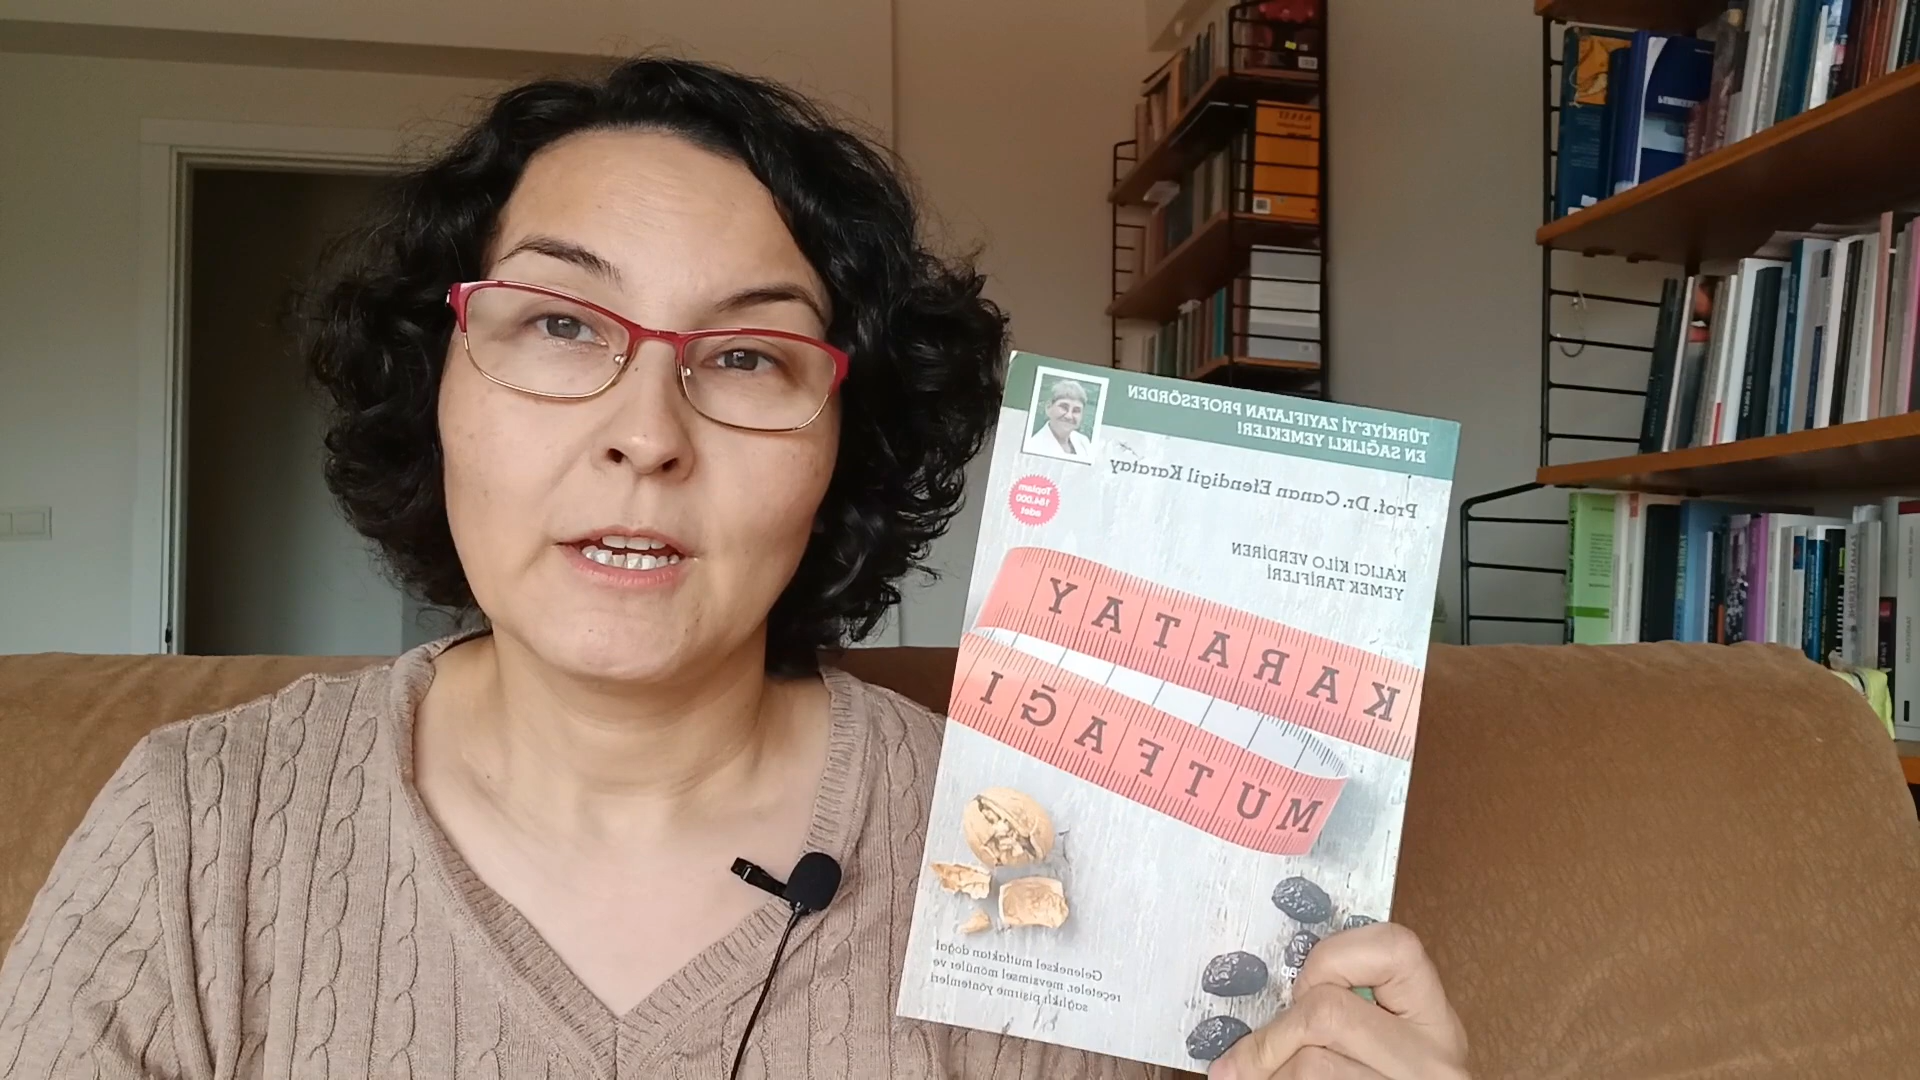 TÜRKİYE'Yİ ZAYIFLATAN PROFESÖRDEN
EN SAĞLIKLI YEMEKLER!
Prof. Dr. Canan Efendigil Karatay
Toplam
184.000
adet
KALICI KİLO VERDİREN
YEMEK TARİFLERİ
KARATAY
MUTFAĞI
Geleneksel mutfaktan doğal
reçeteler, mevsimsel mönüler ve
sağlıklı pişirme yöntemleri